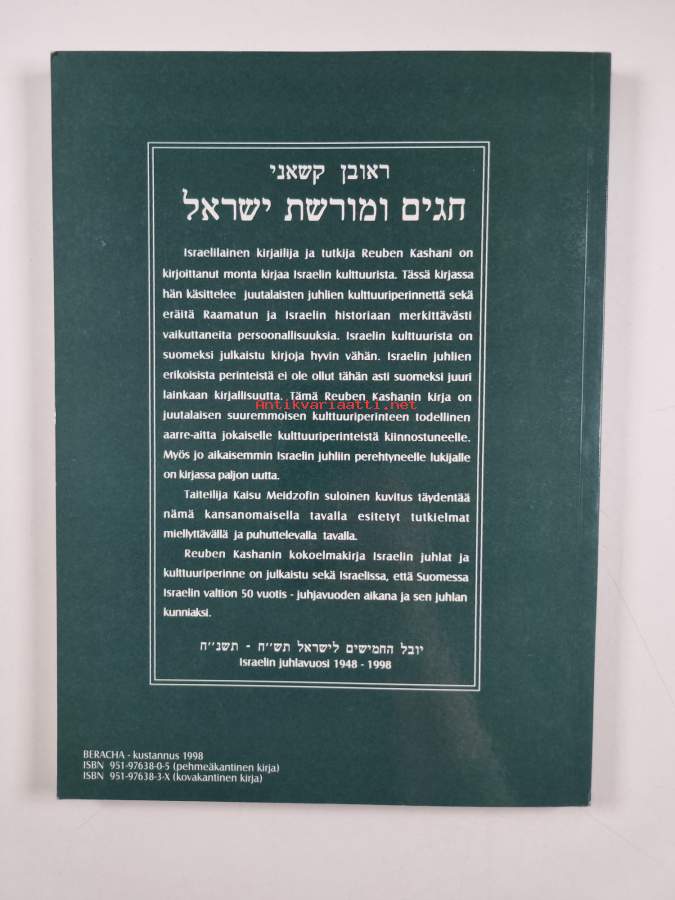 ראובן קשאני
חגים ומורשת ישראל
Israelilainen kirjailija ja tutkija Reuben Kashani on
kirjoittanut monta kirjaa Israelin kulttuurista. Tässä kirjassa
hän käsittelee juutalaisten juhlien kulttuuriperinnettä sekä
eräitä Raamatun ja Israelin historiaan merkittävästi
vaikuttaneita persoonallisuuksia. Israelin kulttuurista on
suomeksi julkaistu kirjoja hyvin vähän. Israelin juhlien
erikoisista perinteistä ei ole ollut tähän asti suomeksi juuri
lainkaan kirjallisuutta. Tämä Reuben Kashanin kirja on
Antikvariaatti.net
juutalaisen suuremmoisen kulttuuriperinteen todellinen
aarre-aitta jokaiselle kulttuuriperinteistä kiinnostuneelle.
Myös jo aikaisemmin Israelin juhliin perehtyneelle lukijalle
on kirjassa paljon uutta.
Taiteilija Kaisu Meidzofin suloinen kuvitus täydentää
nämä kansanomaisella tavalla esitetyt tutkielmat
miellyttävällä ja puhuttelevalla tavalla.
Reuben Kashanin kokoelmakirja Israelin juhlat ja
kulttuuriperinne on julkaistu sekä Israelissa, että Suomessa
Israelin valtion 50 vuotis - juhjavuoden aikana ja sen juhlan
kunniaksi.
יובל החמישים לישראל תש״ח - תשנ״ח
Israelin juhlavuosi 1948 - 1998
BERACHA - kustannus 1998
ISBN 951-97638-0-5 (pehmeäkantinen kirja)
ISBN 951-97638-3-X (kovakantinen kirja)